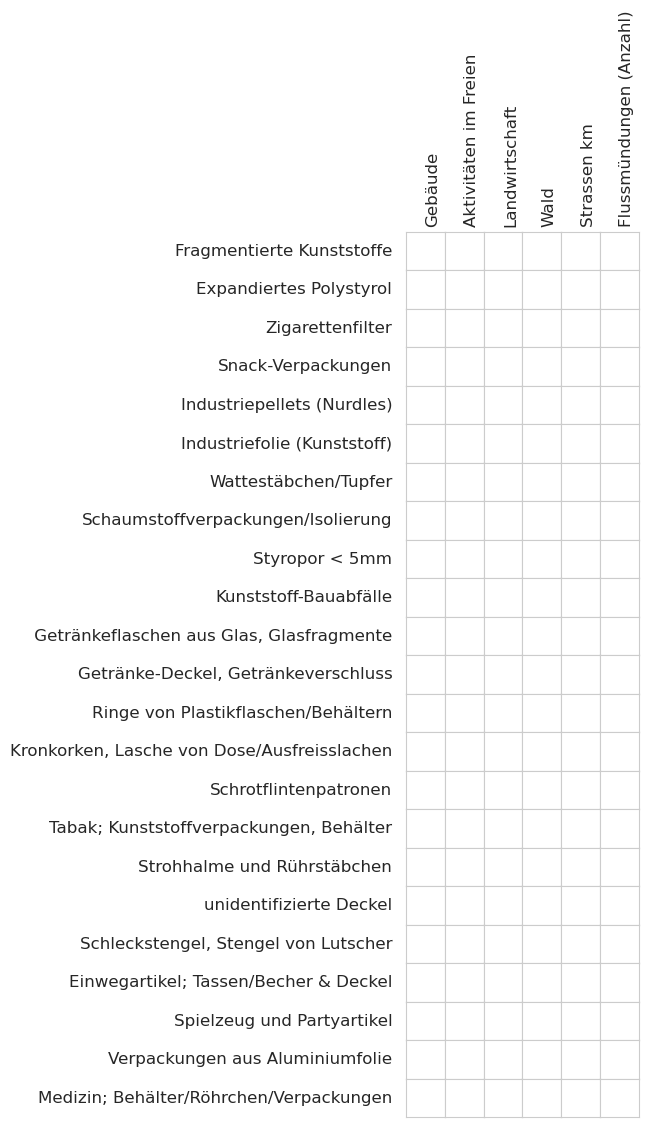 Gebäude
Aktivitäten im Freien
Landwirtschaft
Wald
Strassen km
Flussmündungen (Anzahl)
Fragmentierte Kunststoffe
Expandiertes Polystyrol
Zigarettenfilter
Snack-Verpackungen
Industriepellets (Nurdles)
Industriefolie (Kunststoff)
Wattestäbchen/Tupfer
Schaumstoffverpackungen/Isolierung
Styropor < 5mm
Kunststoff-Bauabfälle
Getränkeflaschen aus Glas, Glasfragmente
Getränke-Deckel, Getränkeverschluss
Ringe von Plastikflaschen/Behältern
Kronkorken, Lasche von Dose/Ausfreisslachen
Schrotflintenpatronen
Tabak; Kunststoffverpackungen, Behälter
Strohhalme und Rührstäbchen
unidentifizierte Deckel
Schleckstengel, Stengel von Lutscher
Einwegartikel; Tassen/Becher & Deckel
Spielzeug und Partyartikel
Verpackungen aus Aluminiumfolie
Medizin; Behälter/Röhrchen/Verpackungen